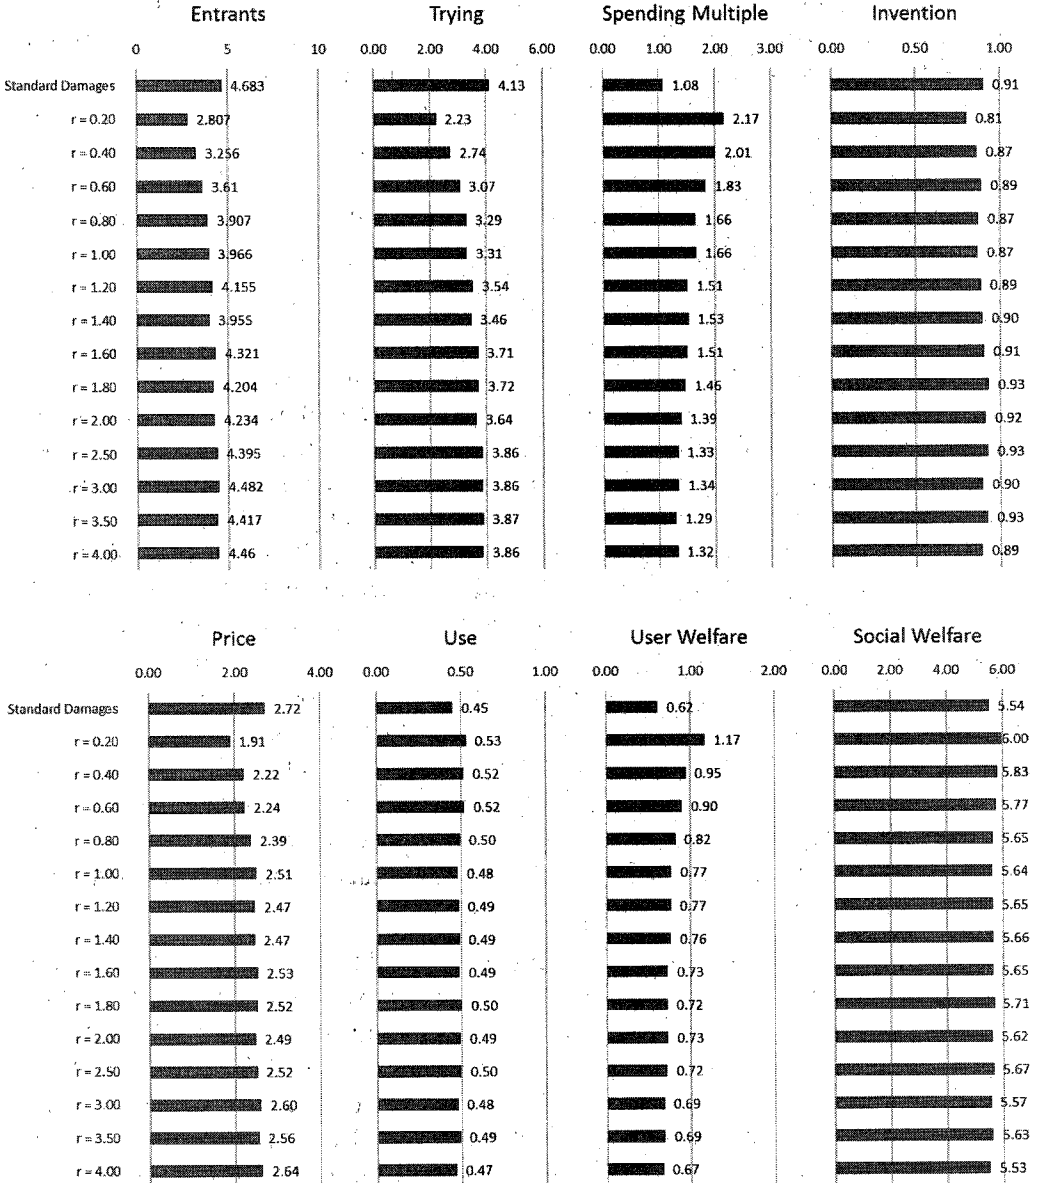 Entrants Trying Spending Multiple Invention
0 5 10 0.00 2.00 4.00 6.00 0.00 1.00 2.00 3.00 0.00 0.50 1.00
Standard Damages 4.683 4.13 1.08 0.91
r = 0.20 2.807 2.23 2.17 0.81
r = 0.40 3.256 2.74 2.01 0.87
r = 0.60 3.61 3.07 1.83 0.89
r = 0.80 3.907 3.29 1.66 0.87
r = 1.00 3.966 3.31 1.66 0.87
r = 1.20 4.155 3.54 1.51 0.89
r = 1.40 3.955 3.46 1.53 0.90
r = 1.60 4.321 3.71 1.51 0.91
r = 1.80 4.204 3.72 1.46 0.93
r = 2.00 4.234 3.64 1.39 0.92
r = 2.50 4.395 3.86 1.33 0.93
r = 3.00 4.482 3.86 1.34 0.90
r = 3.50 4.417 3.87 1.29 0.93
r = 4.00 4.46 3.86 1.32 0.89
Price Use User Welfare Social Welfare
0.00 2.00 4.00 0.00 0.50 1.00 0.00 1.00 2.00 0.00 2.00 4.00 6.00
Standard Damages 2.72 0.45 0.62 5.54
r = 0.20 1.91 0.53 1.17 6.00
r = 0.40 2.22 0.52 0.95 5.83
r = 0.60 2.24 0.52 0.90 5.77
r = 0.80 2.39 0.50 0.82 5.65
r = 1.00 2.51 0.48 0.77 5.64
r = 1.20 2.47 0.49 0.77 5.65
r = 1.40 2.47 0.49 0.76 5.66
r = 1.60 2.53 0.49 0.73 5.65
r = 1.80 2.52 0.50 0.72 5.71
r = 2.00 2.49 0.49 0.73 5.62
r = 2.50 2.52 0.50 0.72 5.67
r = 3.00 2.60 0.48 0.69 5.57
r = 3.50 2.56 0.49 0.69 5.63
r = 4.00 2.64 0.47 0.67 5.53